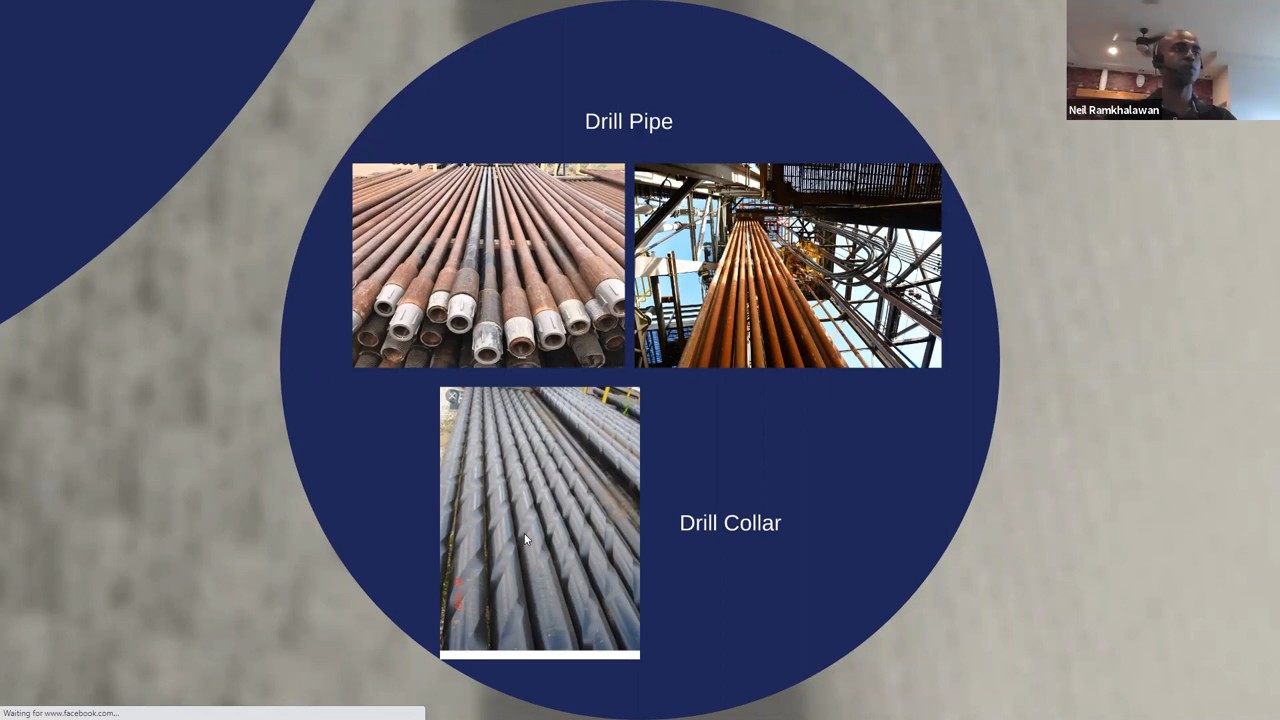 Drill Pipe
Neil Ramkhalawan
Drill Collar
Waiting for www.facebook.com...